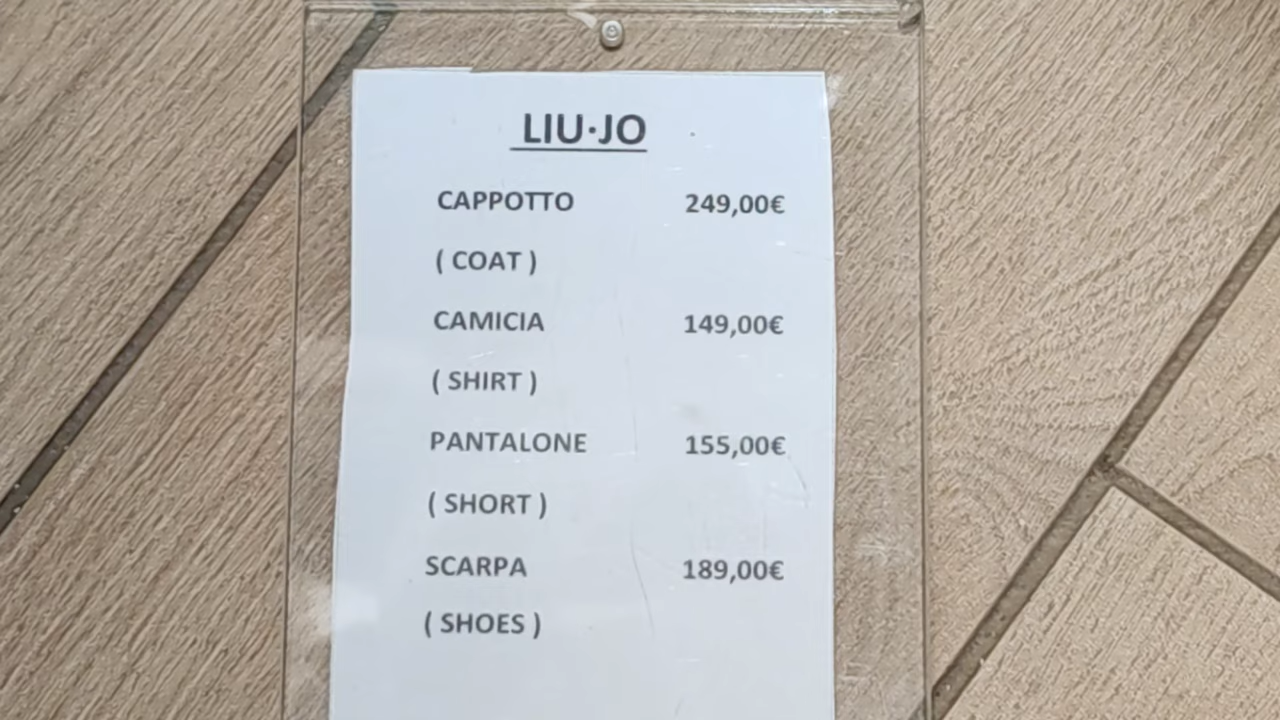 LIU·JO
CAPPOTTO 249,00€
( COAT )
CAMICIA 149,00€
( SHIRT )
PANTALONE 155,00€
( SHORT )
SCARPA 189,00€
( SHOES )